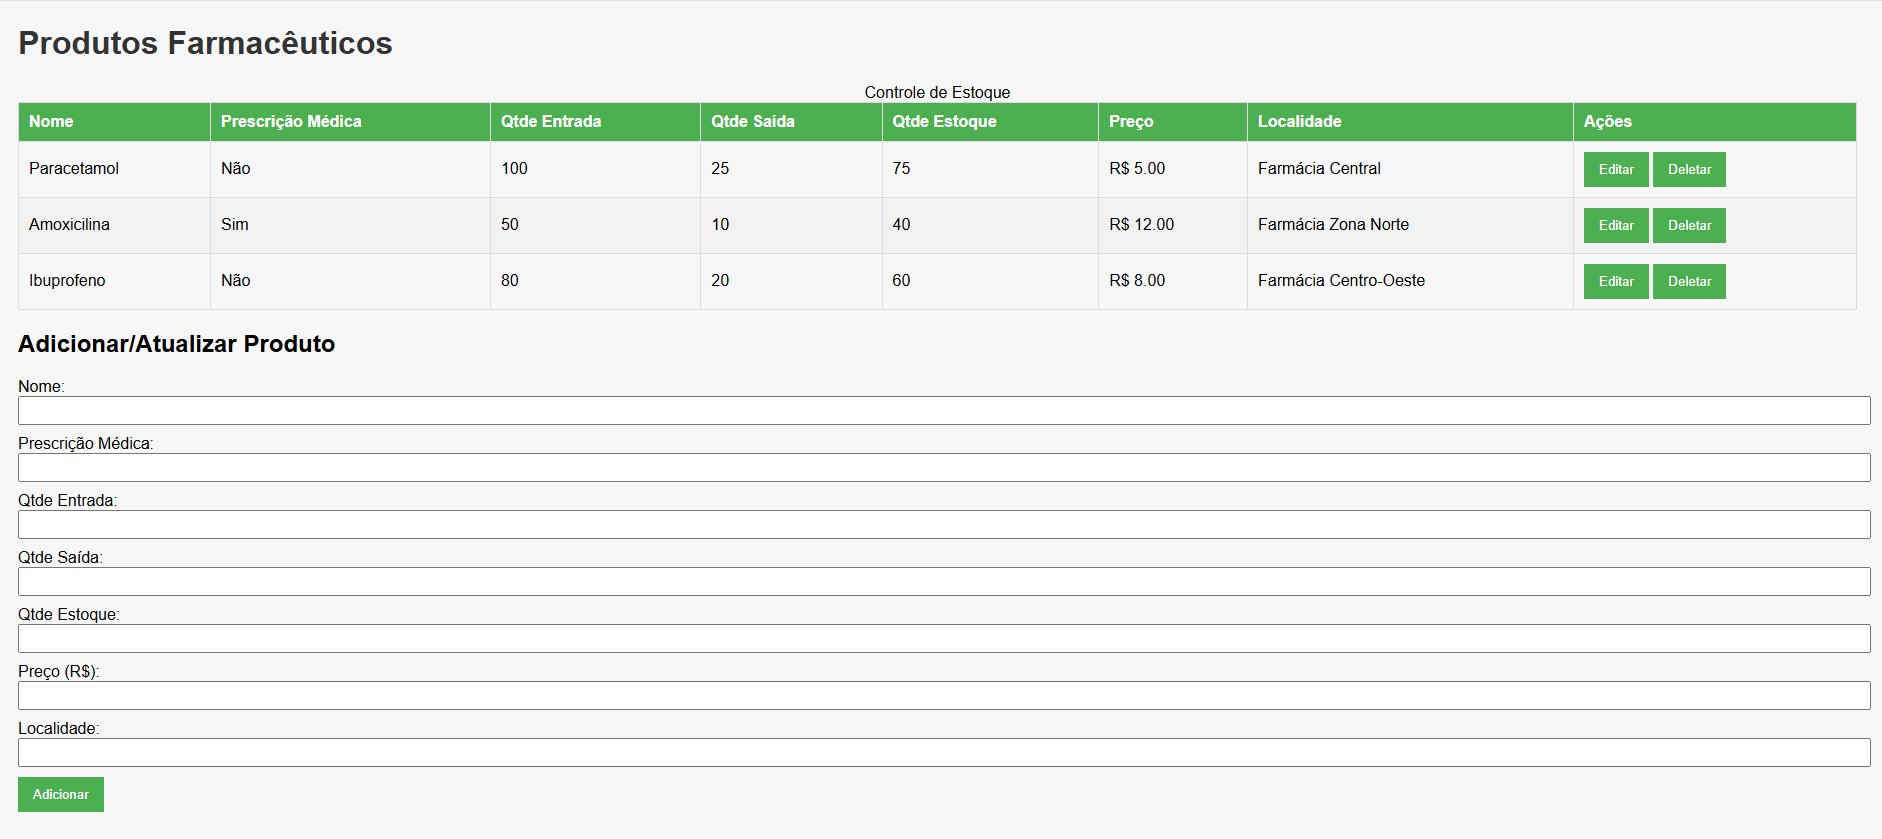 Produtos Farmacêuticos
Controle de Estoque
Nome Prescrição Médica Qtde Entrada Qtde Saída Qtde Estoque Preço Localidade Ações
Paracetamol Não 100 25 75 R$ 5.00 Farmácia Central Editar Deletar
Amoxicilina Sim 50 10 40 R$ 12.00 Farmácia Zona Norte Editar Deletar
Ibuprofeno Não 80 20 60 R$ 8.00 Farmácia Centro-Oeste Editar Deletar
Adicionar/Atualizar Produto
Nome:
Prescrição Médica:
Qtde Entrada:
Qtde Saída:
Qtde Estoque:
Preço (R$):
Localidade:
Adicionar